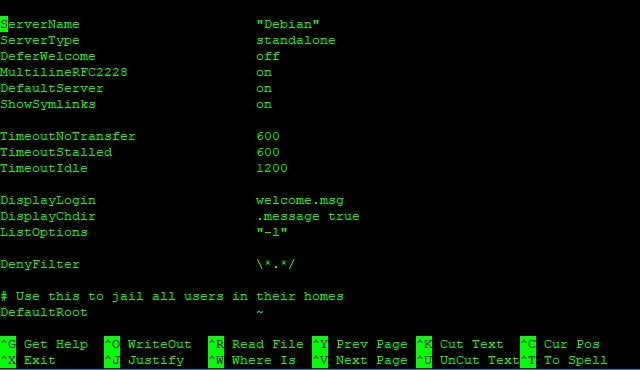 ServerName "Debian"
ServerType standalone
DeferWelcome off
MultilineRFC2228 on
DefaultServer on
ShowSymlinks on
TimeoutNoTransfer 600
TimeoutStalled 600
TimeoutIdle 1200
DisplayLogin welcome.msg
DisplayChdir .message true
ListOptions "-l"
DenyFilter \*.*/
# Use this to jail all users in their homes
DefaultRoot ~
^G Get Help ^O WriteOut ^R Read File ^Y Prev Page ^K Cut Text ^C Cur Pos
^X Exit ^J Justify ^W Where Is ^V Next Page ^U UnCut Text ^T To Spell